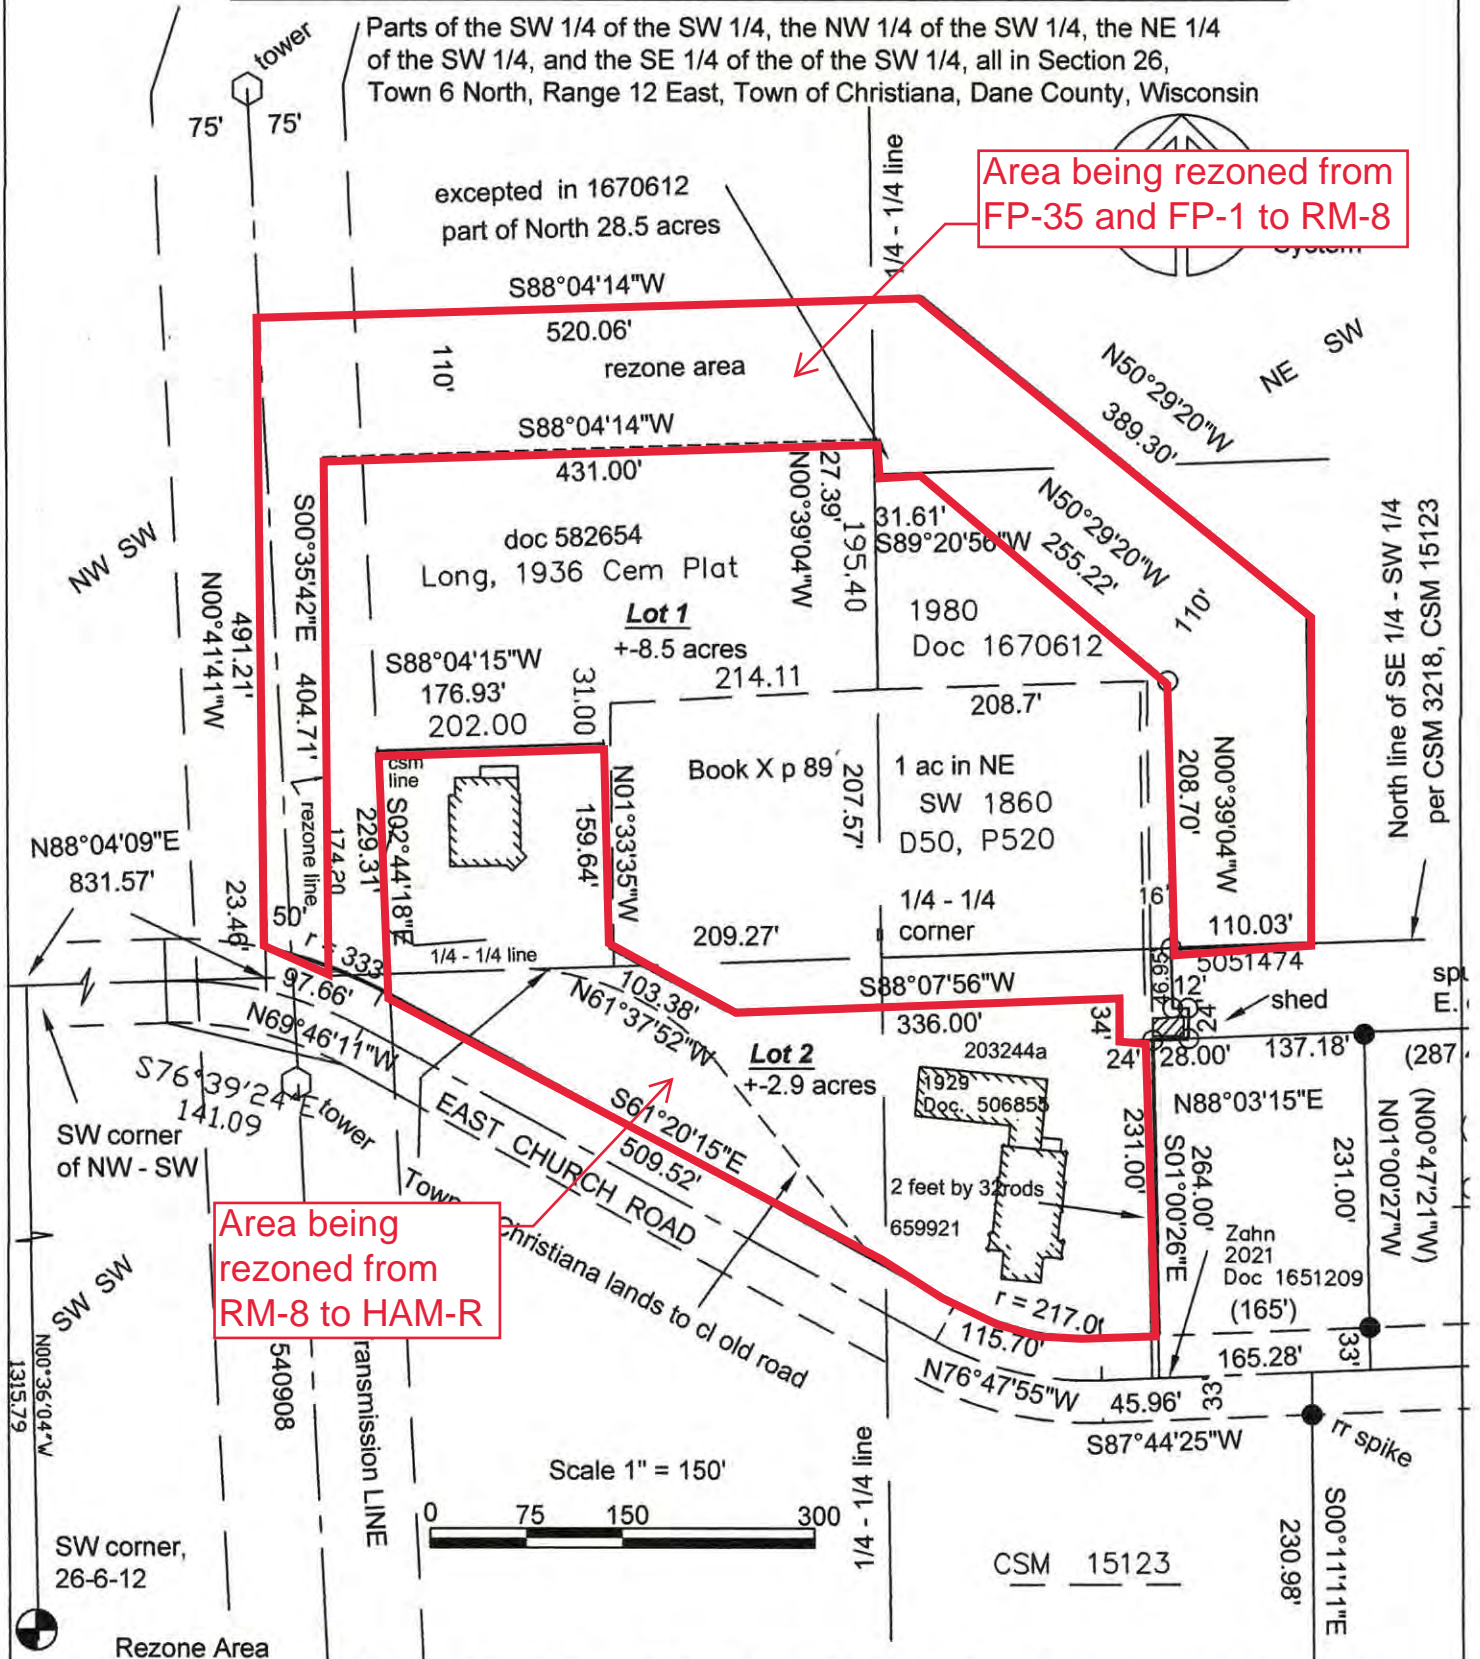 Parts of the SW 1/4 of the SW 1/4, the NW 1/4 of the SW 1/4, the NE 1/4
of the SW 1/4, and the SE 1/4 of the of the SW 1/4, all in Section 26,
Town 6 North, Range 12 East, Town of Christiana, Dane County, Wisconsin
tower
75'
75'
excepted in 1670612
part of North 28.5 acres
1/4 - 1/4 line
Area being rezoned from
FP-35 and FP-1 to RM-8
System
S88°04'14"W
520.06'
rezone area
110'
N50°29'20"W
389.30'
NE SW
S88°04'14"W
431.00'
27.39'
N00°39'04"W
195.40
31.61'
S89°20'56"W
N50°29'20"W
255.22'
110'
NW SW
S00°35'42"E 404.71'
doc 582654
Long, 1936 Cem Plat
Lot 1
+-8.5 acres
1980
Doc 1670612
North line of SE 1/4 - SW 1/4
per CSM 3218, CSM 15123
491.21'
N00°41'41"W
S88°04'15"W
176.93'
202.00
31.00
214.11
208.7'
csm
line
Book X p 89
207.57'
1 ac in NE
SW 1860
D50, P520
208.70'
N00°39'04"W
N88°04'09"E
831.57'
23.46'
rezone line
174.20
229.31'
S02°44'18"E
159.64'
N01°33'35"W
50'
r = 333
1/4 - 1/4 line
209.27'
1/4 - 1/4
corner
16'
110.03'
5051474
97.66'
N69°46'11"W
103.38'
N61°37'52"W
S88°07'56"W
336.00'
34'
12'
24'
shed
spu
E.
S76°39'24"E
141.09
tower
Lot 2
+-2.9 acres
203244a
24'
28.00'
137.18'
(287.
1929
Doc. 506855
N88°03'15"E
SW corner
of NW - SW
EAST CHURCH ROAD
S61°20'15"E
509.52'
231.00'
S01°00'26"E
264.00'
231.00'
N01°00'27"W
(N00°47'21"W)
2 feet by 32rods
659921
Area being
rezoned from
RM-8 to HAM-R
Town
Christiana lands to cl old road
Zahn
2021
Doc 1651209
(165')
SW SW
r = 217.0
115.70'
N76°47'55"W
45.96'
33'
165.28'
33'
S87°44'25"W
rr spike
N00°36'04"W
1315.79
540908
ransmission LINE
Scale 1" = 150'
0 75 150 300
1/4 - 1/4 line
CSM 15123
230.98'
S00°11'11"E
SW corner,
26-6-12
Rezone Area